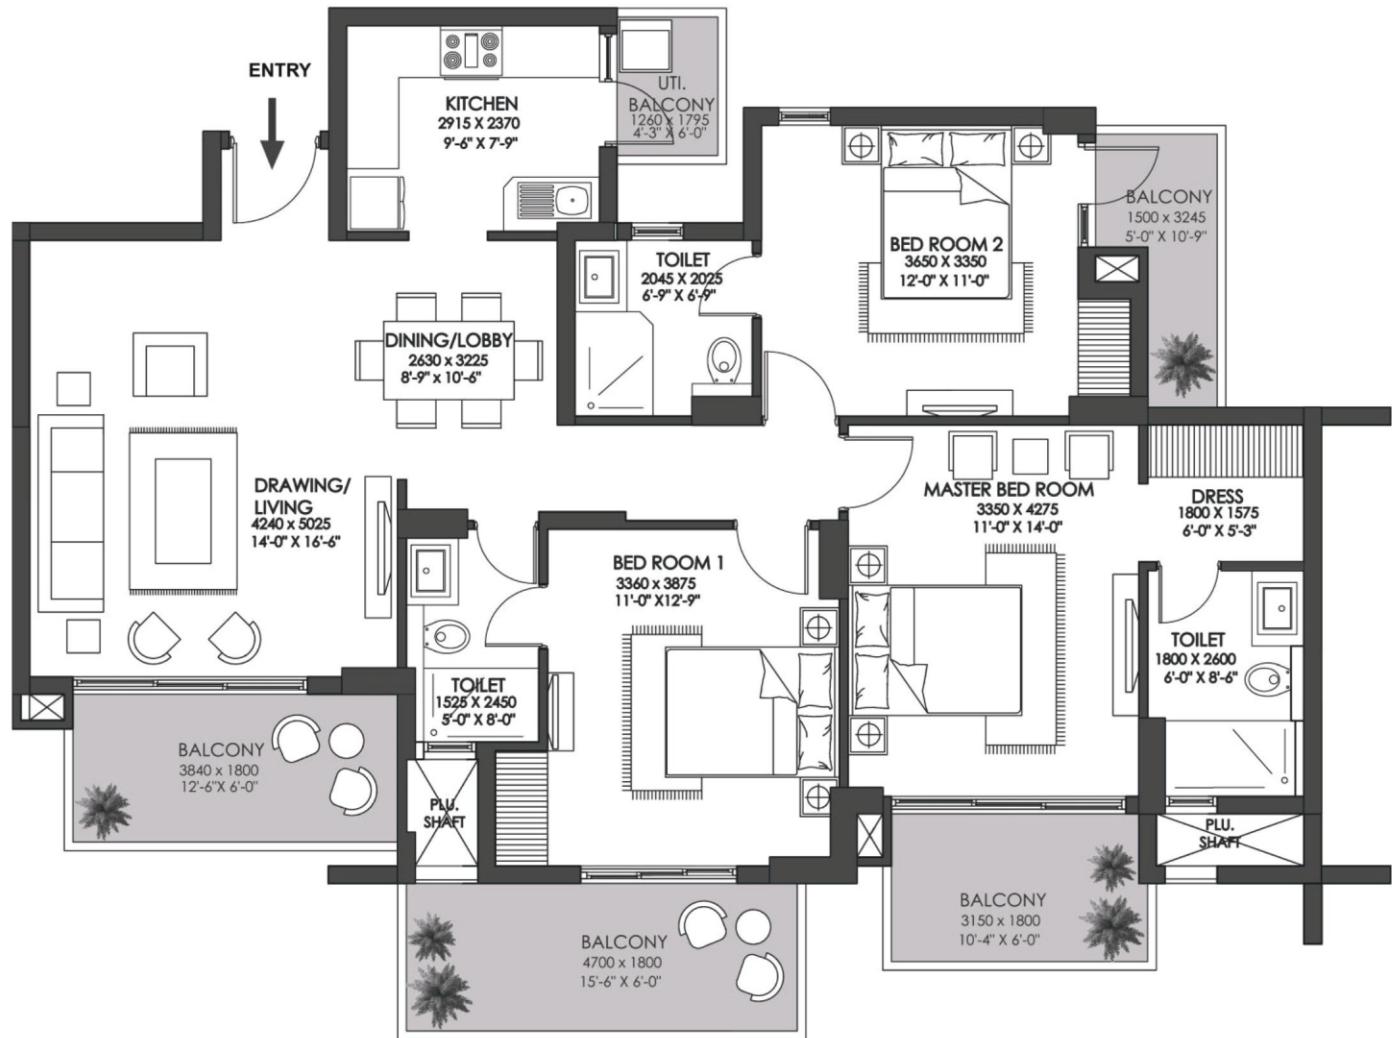 ENTRY
KITCHEN
2915 X 2370
9'-6" X 7'-9"
UTI.
BALCONY
1260 x 1795
4'-3" X 6'-0"
BALCONY
1500 x 3245
5'-0" X 10'-9"
BED ROOM 2
3650 X 3350
12'-0" X 11'-0"
TOILET
2045 X 2025
6'-9" X 6'-9"
DINING/LOBBY
2630 x 3225
8'-9" x 10'-6"
DRAWING/
LIVING
4240 x 5025
14'-0" X 16'-6"
MASTER BED ROOM
3350 X 4275
11'-0" X 14'-0"
DRESS
1800 X 1575
6'-0" X 5'-3"
BED ROOM 1
3360 x 3875
11'-0" X12'-9"
TOILET
1800 X 2600
6'-0" X 8'-6"
TOILET
1525 X 2450
5'-0" X 8'-0"
BALCONY
3840 x 1800
12'-6"X 6'-0"
PLU.
SHAFT
PLU.
SHAFT
BALCONY
3150 x 1800
10'-4" X 6'-0"
BALCONY
4700 x 1800
15'-6" X 6'-0"